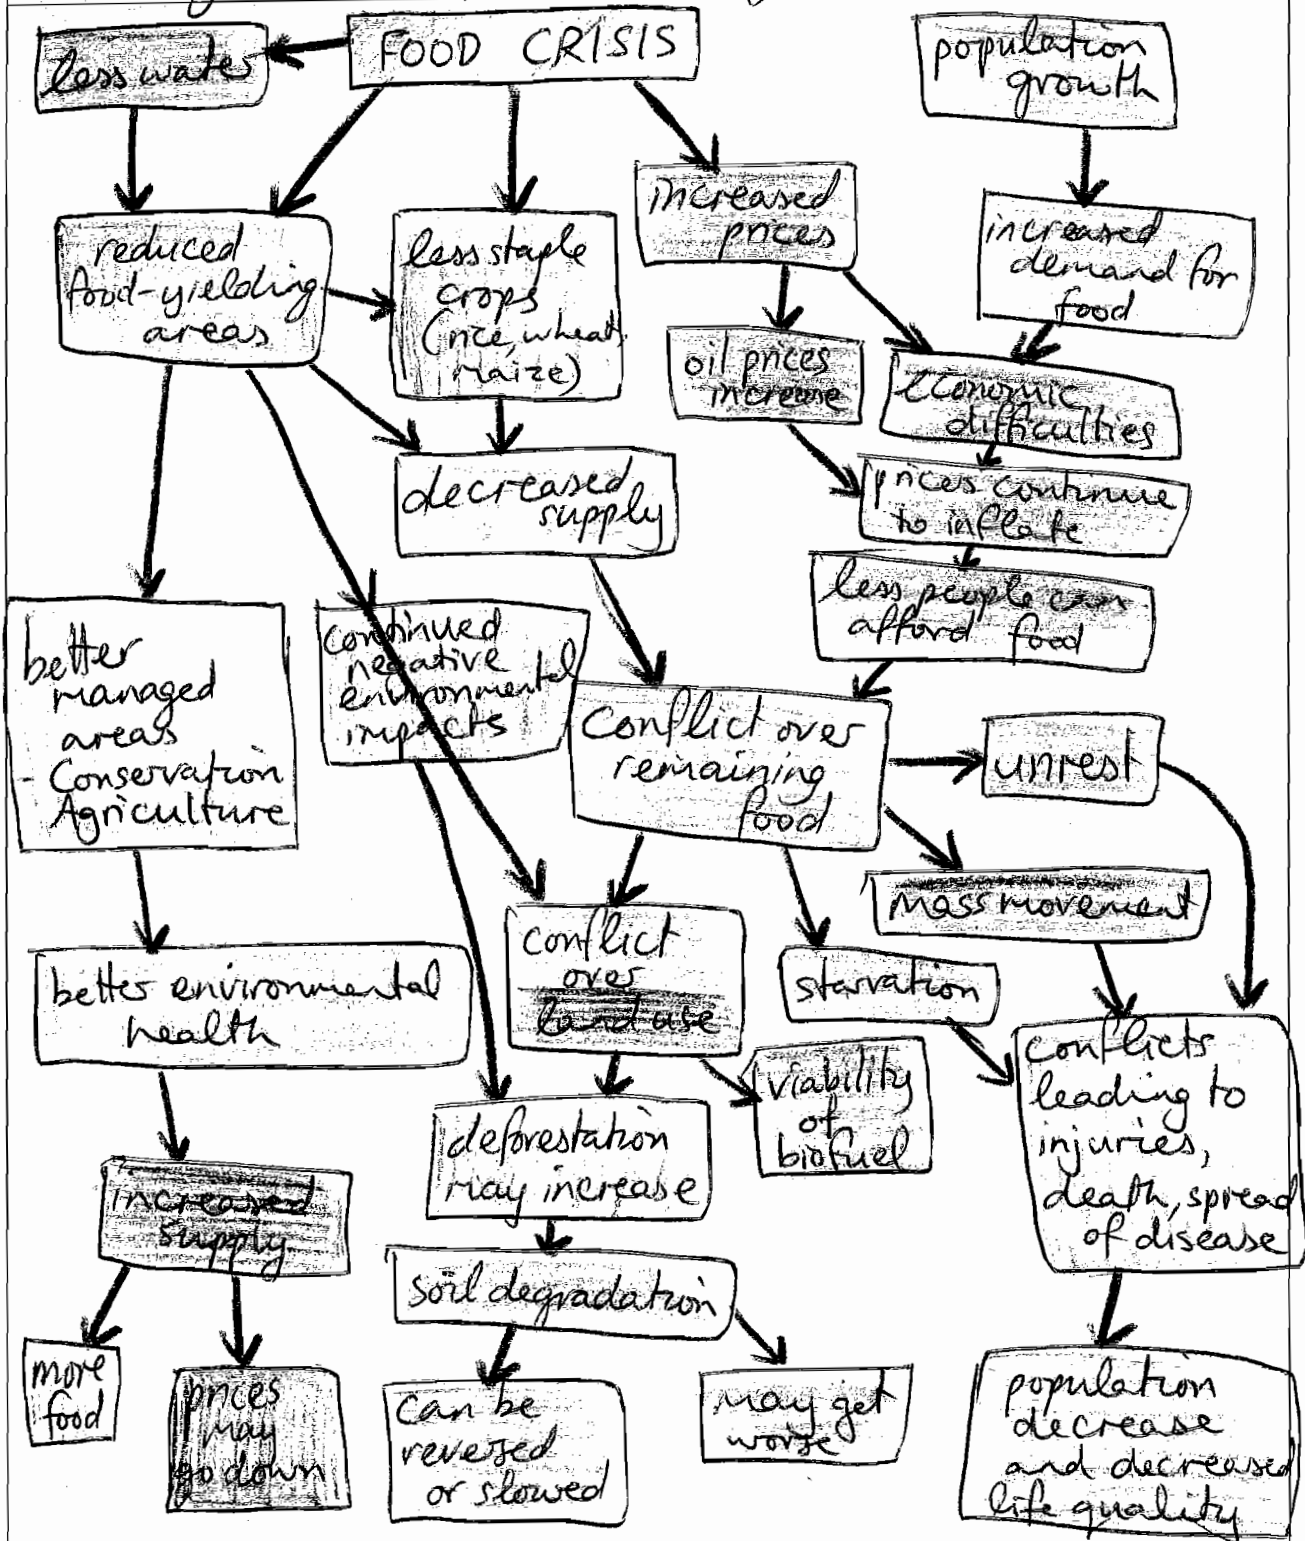 less water
FOOD CRISIS
population
growth
increased
prices
increased
demand for
food
reduced
food-yielding
areas
less staple
crops
(rice, wheat,
maize)
oil prices
increase
economic
difficulties
decreased
supply
prices continue
to inflate
less people can
afford food
better
managed
areas
- Conservation
Agriculture
continued
negative
environmental
impacts
Conflict over
remaining
food
unrest
mass movement
starvation
conflict
over
land use
better environmental
health
viability
of
biofuel
conflicts
leading to
injuries,
death, spread
of disease
deforestation
may increase
increased
supply
soil degradation
more
food
prices
may
go down
can be
reversed
or slowed
may get
worse
population
decrease
and decreased
life quality